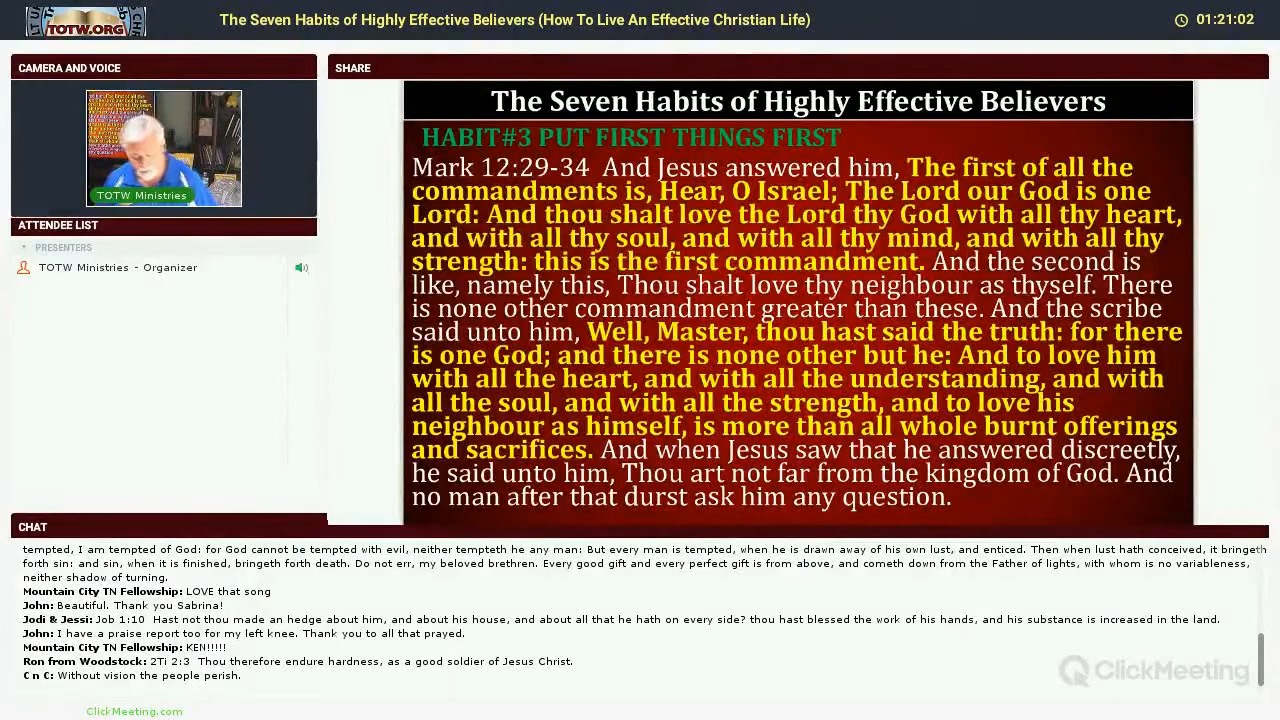 TOTW.ORG
The Seven Habits of Highly Effective Believers (How To Live An Effective Christian Life)
01:21:02
CAMERA AND VOICE
TOTW Ministries
ATTENDEE LIST
PRESENTERS
TOTW Ministries - Organizer
SHARE
The Seven Habits of Highly Effective Believers
HABIT#3 PUT FIRST THINGS FIRST
Mark 12:29-34 And Jesus answered him, The first of all the
commandments is, Hear, O Israel; The Lord our God is one
Lord: And thou shalt love the Lord thy God with all thy heart,
and with all thy soul, and with all thy mind, and with all thy
strength: this is the first commandment. And the second is
like, namely this, Thou shalt love thy neighbour as thyself. There
is none other commandment greater than these. And the scribe
said unto him, Well, Master, thou hast said the truth: for there
is one God; and there is none other but he: And to love him
with all the heart, and with all the understanding, and with
all the soul, and with all the strength, and to love his
neighbour as himself, is more than all whole burnt offerings
and sacrifices. And when Jesus saw that he answered discreetly,
he said unto him, Thou art not far from the kingdom of God. And
no man after that durst ask him any question.
CHAT
tempted, I am tempted of God: for God cannot be tempted with evil, neither tempteth he any man: But every man is tempted, when he is drawn away of his own lust, and enticed. Then when lust hath conceived, it bringeth
forth sin: and sin, when it is finished, bringeth forth death. Do not err, my beloved brethren. Every good gift and every perfect gift is from above, and cometh down from the Father of lights, with whom is no variableness,
neither shadow of turning.
Mountain City TN Fellowship: LOVE that song
John: Beautiful. Thank you Sabrina!
Jodi & Jessi: Job 1:10 Hast not thou made an hedge about him, and about his house, and about all that he hath on every side? thou hast blessed the work of his hands, and his substance is increased in the land.
John: I have a praise report too for my left knee. Thank you to all that prayed.
Mountain City TN Fellowship: KEN!!!!!
Ron from Woodstock: 2Ti 2:3 Thou therefore endure hardness, as a good soldier of Jesus Christ.
C n C: Without vision the people perish.
ClickMeeting
ClickMeeting.com